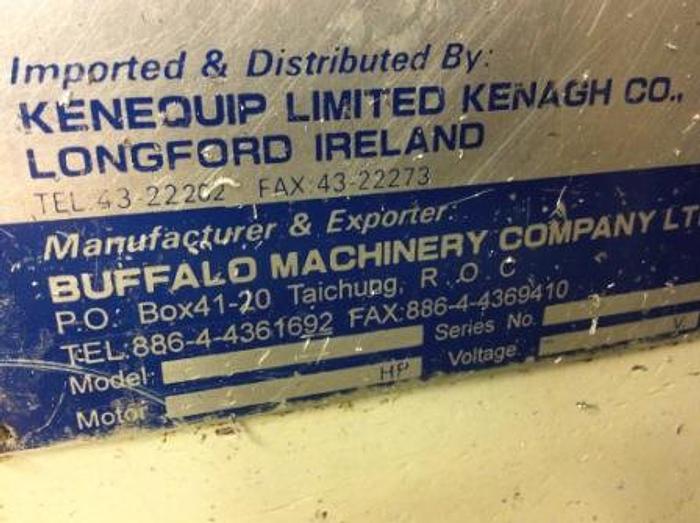 Imported & Distributed By:
KENEQUIP LIMITED KENAGH CO.,
LONGFORD IRELAND
TEL:43-22202 FAX:43-22273
Manufacturer & Exporter:
BUFFALO MACHINERY COMPANY LT
P.O. Box41-20 Taichung, R O C
TEL:886-4-4361692 FAX:886-4-4369410
Model Series No.
Motor HP Voltage V